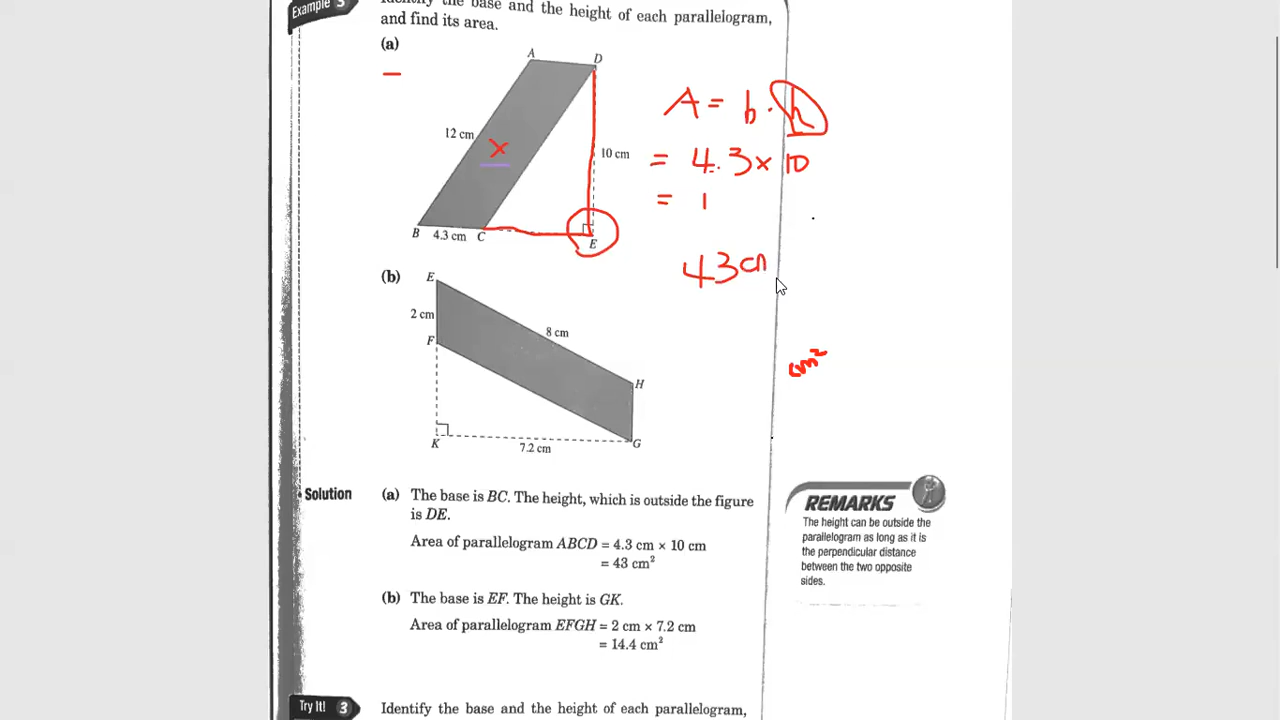 Example 3
Identify the base and the height of each parallelogram,
and find its area.
(a)
A
D
12 cm
10 cm
B
4.3 cm
C
E
A = b · h
= 4.3 × 10
= 1
43 cm
cm²
(b)
E
2 cm
8 cm
F
H
K
7.2 cm
G
Solution
(a) The base is BC. The height, which is outside the figure
is DE.
Area of parallelogram ABCD = 4.3 cm × 10 cm
= 43 cm²
(b) The base is EF. The height is GK.
Area of parallelogram EFGH = 2 cm × 7.2 cm
= 14.4 cm²
REMARKS
The height can be outside the
parallelogram as long as it is
the perpendicular distance
between the two opposite
sides.
Try It! 3
Identify the base and the height of each parallelogram,